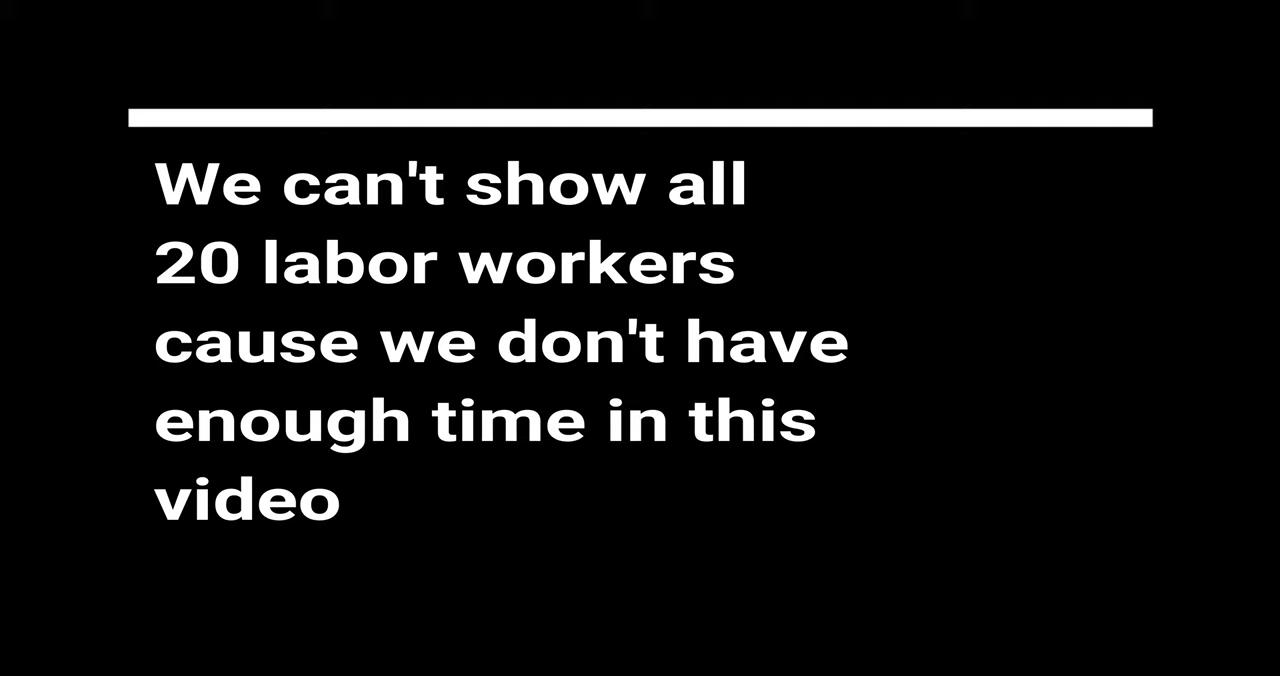 We can't show all
20 labor workers
cause we don't have
enough time in this
video